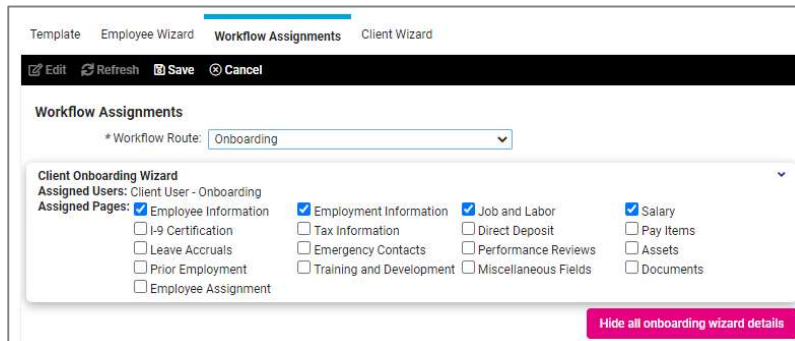 Template Employee Wizard Workflow Assignments Client Wizard
Edit Refresh Save Cancel
Workflow Assignments
* Workflow Route: Onboarding
Client Onboarding Wizard
Assigned Users: Client User - Onboarding
Assigned Pages: Employee Information Employment Information Job and Labor Salary
I-9 Certification Tax Information Direct Deposit Pay Items
Leave Accruals Emergency Contacts Performance Reviews Assets
Prior Employment Training and Development Miscellaneous Fields Documents
Employee Assignment
Hide all onboarding wizard details